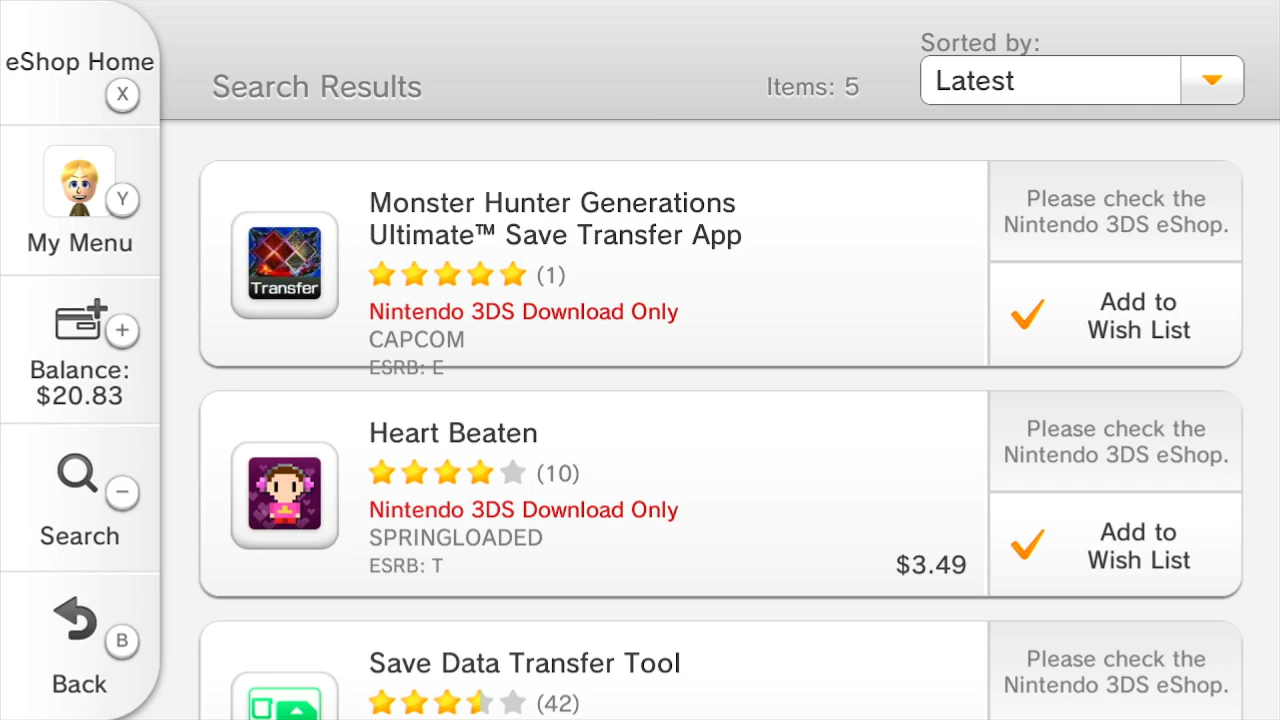 eShop Home
X
Y
My Menu
+
Balance:
$20.83
−
Search
B
Back
Search Results
Items: 5
Sorted by:
Latest
Monster Hunter Generations
Ultimate™ Save Transfer App
Transfer
(1)
Nintendo 3DS Download Only
CAPCOM
ESRB: E
Please check the
Nintendo 3DS eShop.
Add to
Wish List
Heart Beaten
(10)
Nintendo 3DS Download Only
SPRINGLOADED
ESRB: T
$3.49
Please check the
Nintendo 3DS eShop.
Add to
Wish List
Save Data Transfer Tool
(42)
Please check the
Nintendo 3DS eShop.